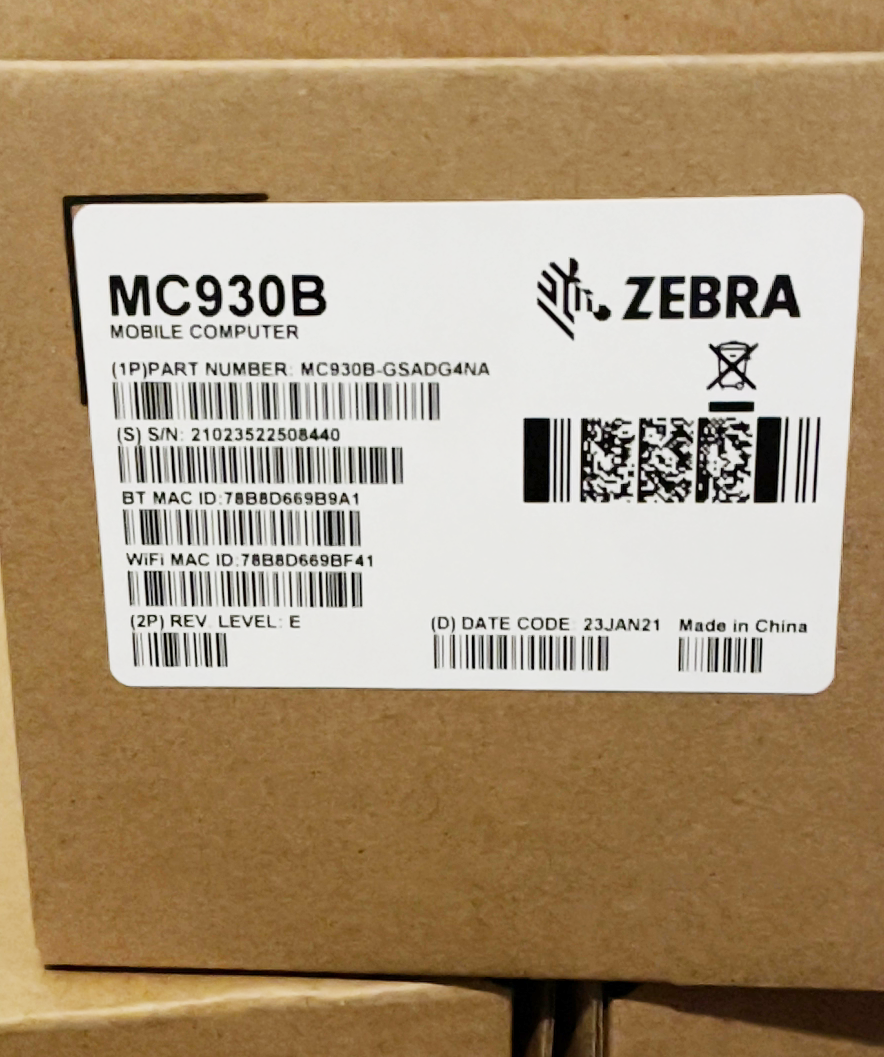 MC930B
MOBILE COMPUTER
ZEBRA
(1P)PART NUMBER: MC930B-GSADG4NA
(S) S/N: 21023522508440
BT MAC ID:78B8D669B9A1
WiFi MAC ID:78B8D669BF41
(2P) REV. LEVEL: E
(D) DATE CODE: 23JAN21
Made in China